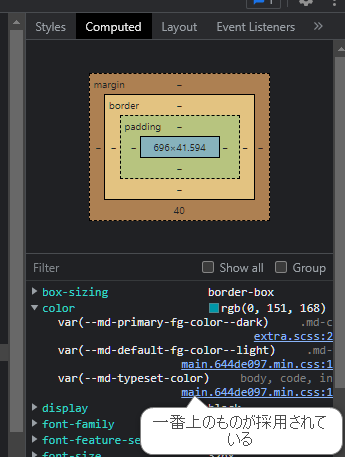 1
Styles Computed Layout Event Listeners »
margin –
border –
padding –
– – – 696×41.594 – – –
–
–
40
Filter Show all Group
box-sizing border-box
color rgb(0, 151, 168)
var(--md-primary-fg-color--dark) .md-c
extra.scss:2
var(--md-default-fg-color--light) .md-
main.644de097.min.css:1
var(--md-typeset-color) body, code, in
main.644de097.min.css:1
display
font-family
font-feature-se
一番上のものが採用されて
いる